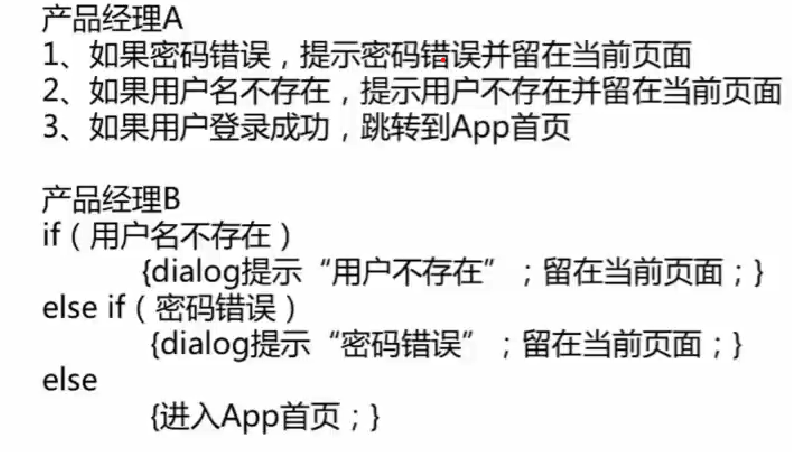 产品经理A
1、如果密码错误，提示密码错误并留在当前页面
2、如果用户名不存在，提示用户不存在并留在当前页面
3、如果用户登录成功，跳转到App首页
产品经理B
if（用户名不存在）
{dialog提示“用户不存在”；留在当前页面；}
else if（密码错误）
{dialog提示“密码错误”；留在当前页面；}
else
{进入App首页；}